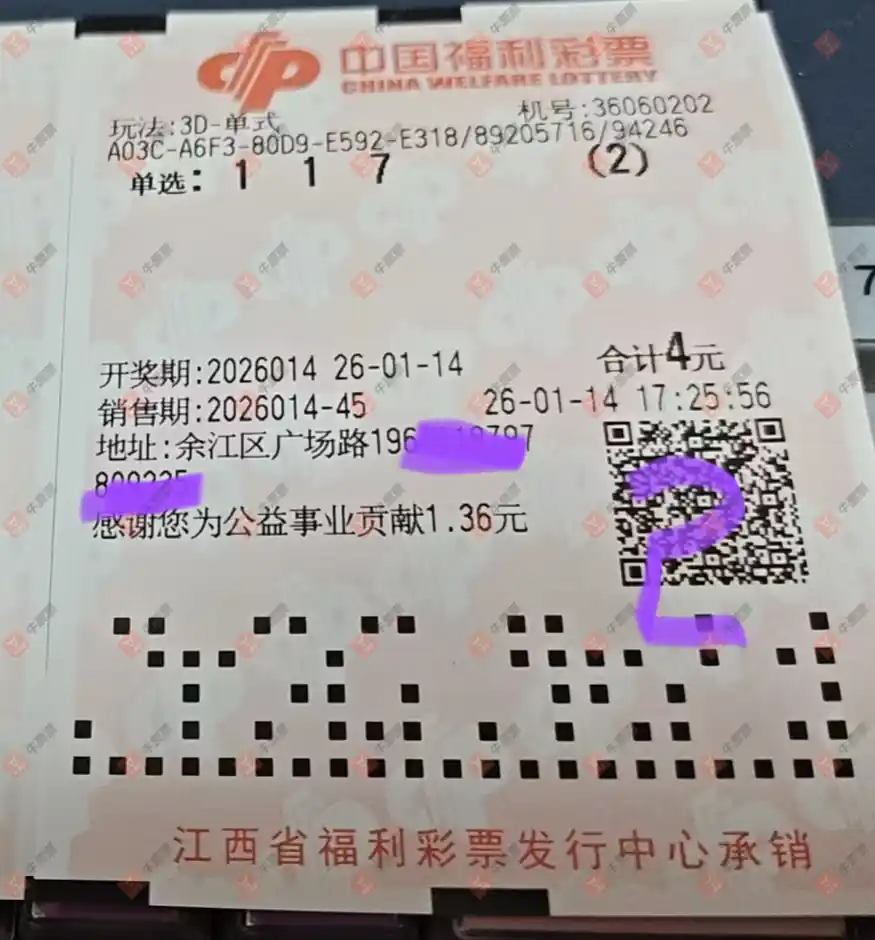 中国福利彩票
CHINA WELFARE LOTTERY
玩法:3D-单式 机号:36060202
A03C-A6F3-80D9-E592-E318/89205716/94246
单选: 1 1 7 (2)
开奖期:2026014 26-01-14 合计4元
销售期:2026014-45 26-01-14 17:25:56
地址:余江区广场路196
感谢您为公益事业贡献1.36元
江西省福利彩票发行中心承销
7
牛票票